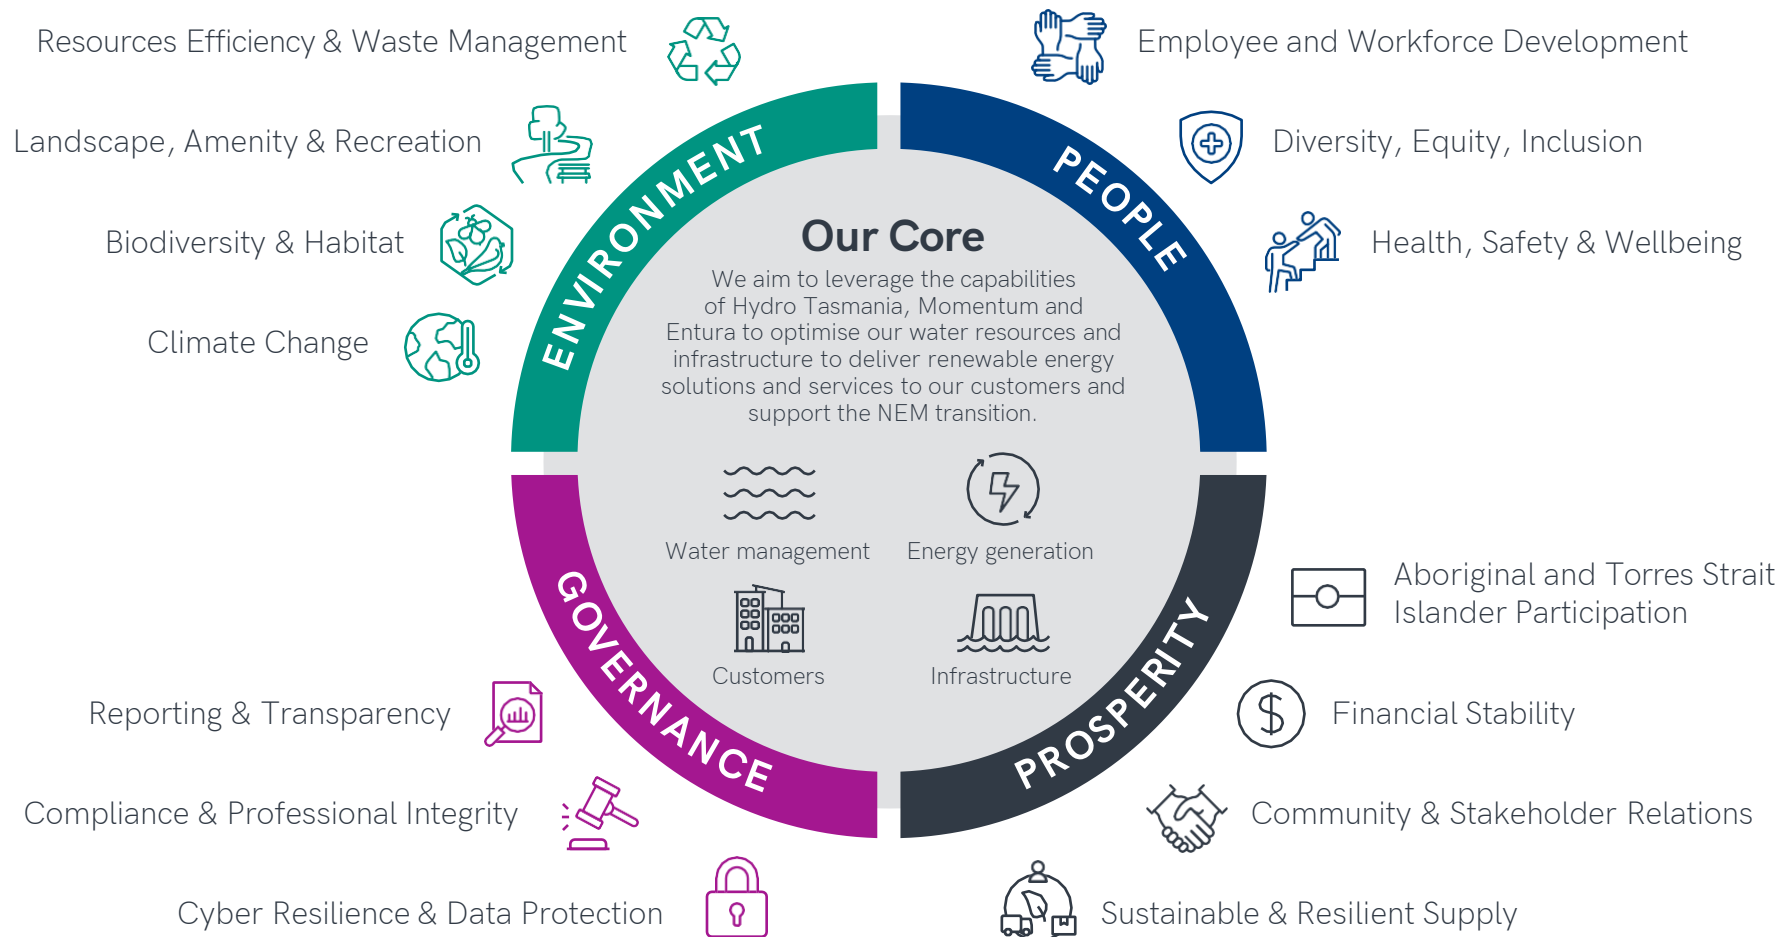 Resources Efficiency & Waste Management
Landscape, Amenity & Recreation
Biodiversity & Habitat
Climate Change
ENVIRONMENT
PEOPLE
Employee and Workforce Development
Diversity, Equity, Inclusion
Health, Safety & Wellbeing
Our Core
We aim to leverage the capabilities
of Hydro Tasmania, Momentum and
Entura to optimise our water resources and
infrastructure to deliver renewable energy
solutions and services to our customers and
support the NEM transition.
Water management
Energy generation
Customers
Infrastructure
GOVERNANCE
Reporting & Transparency
Compliance & Professional Integrity
Cyber Resilience & Data Protection
PROSPERITY
Aboriginal and Torres Strait
Islander Participation
$
Financial Stability
Community & Stakeholder Relations
Sustainable & Resilient Supply